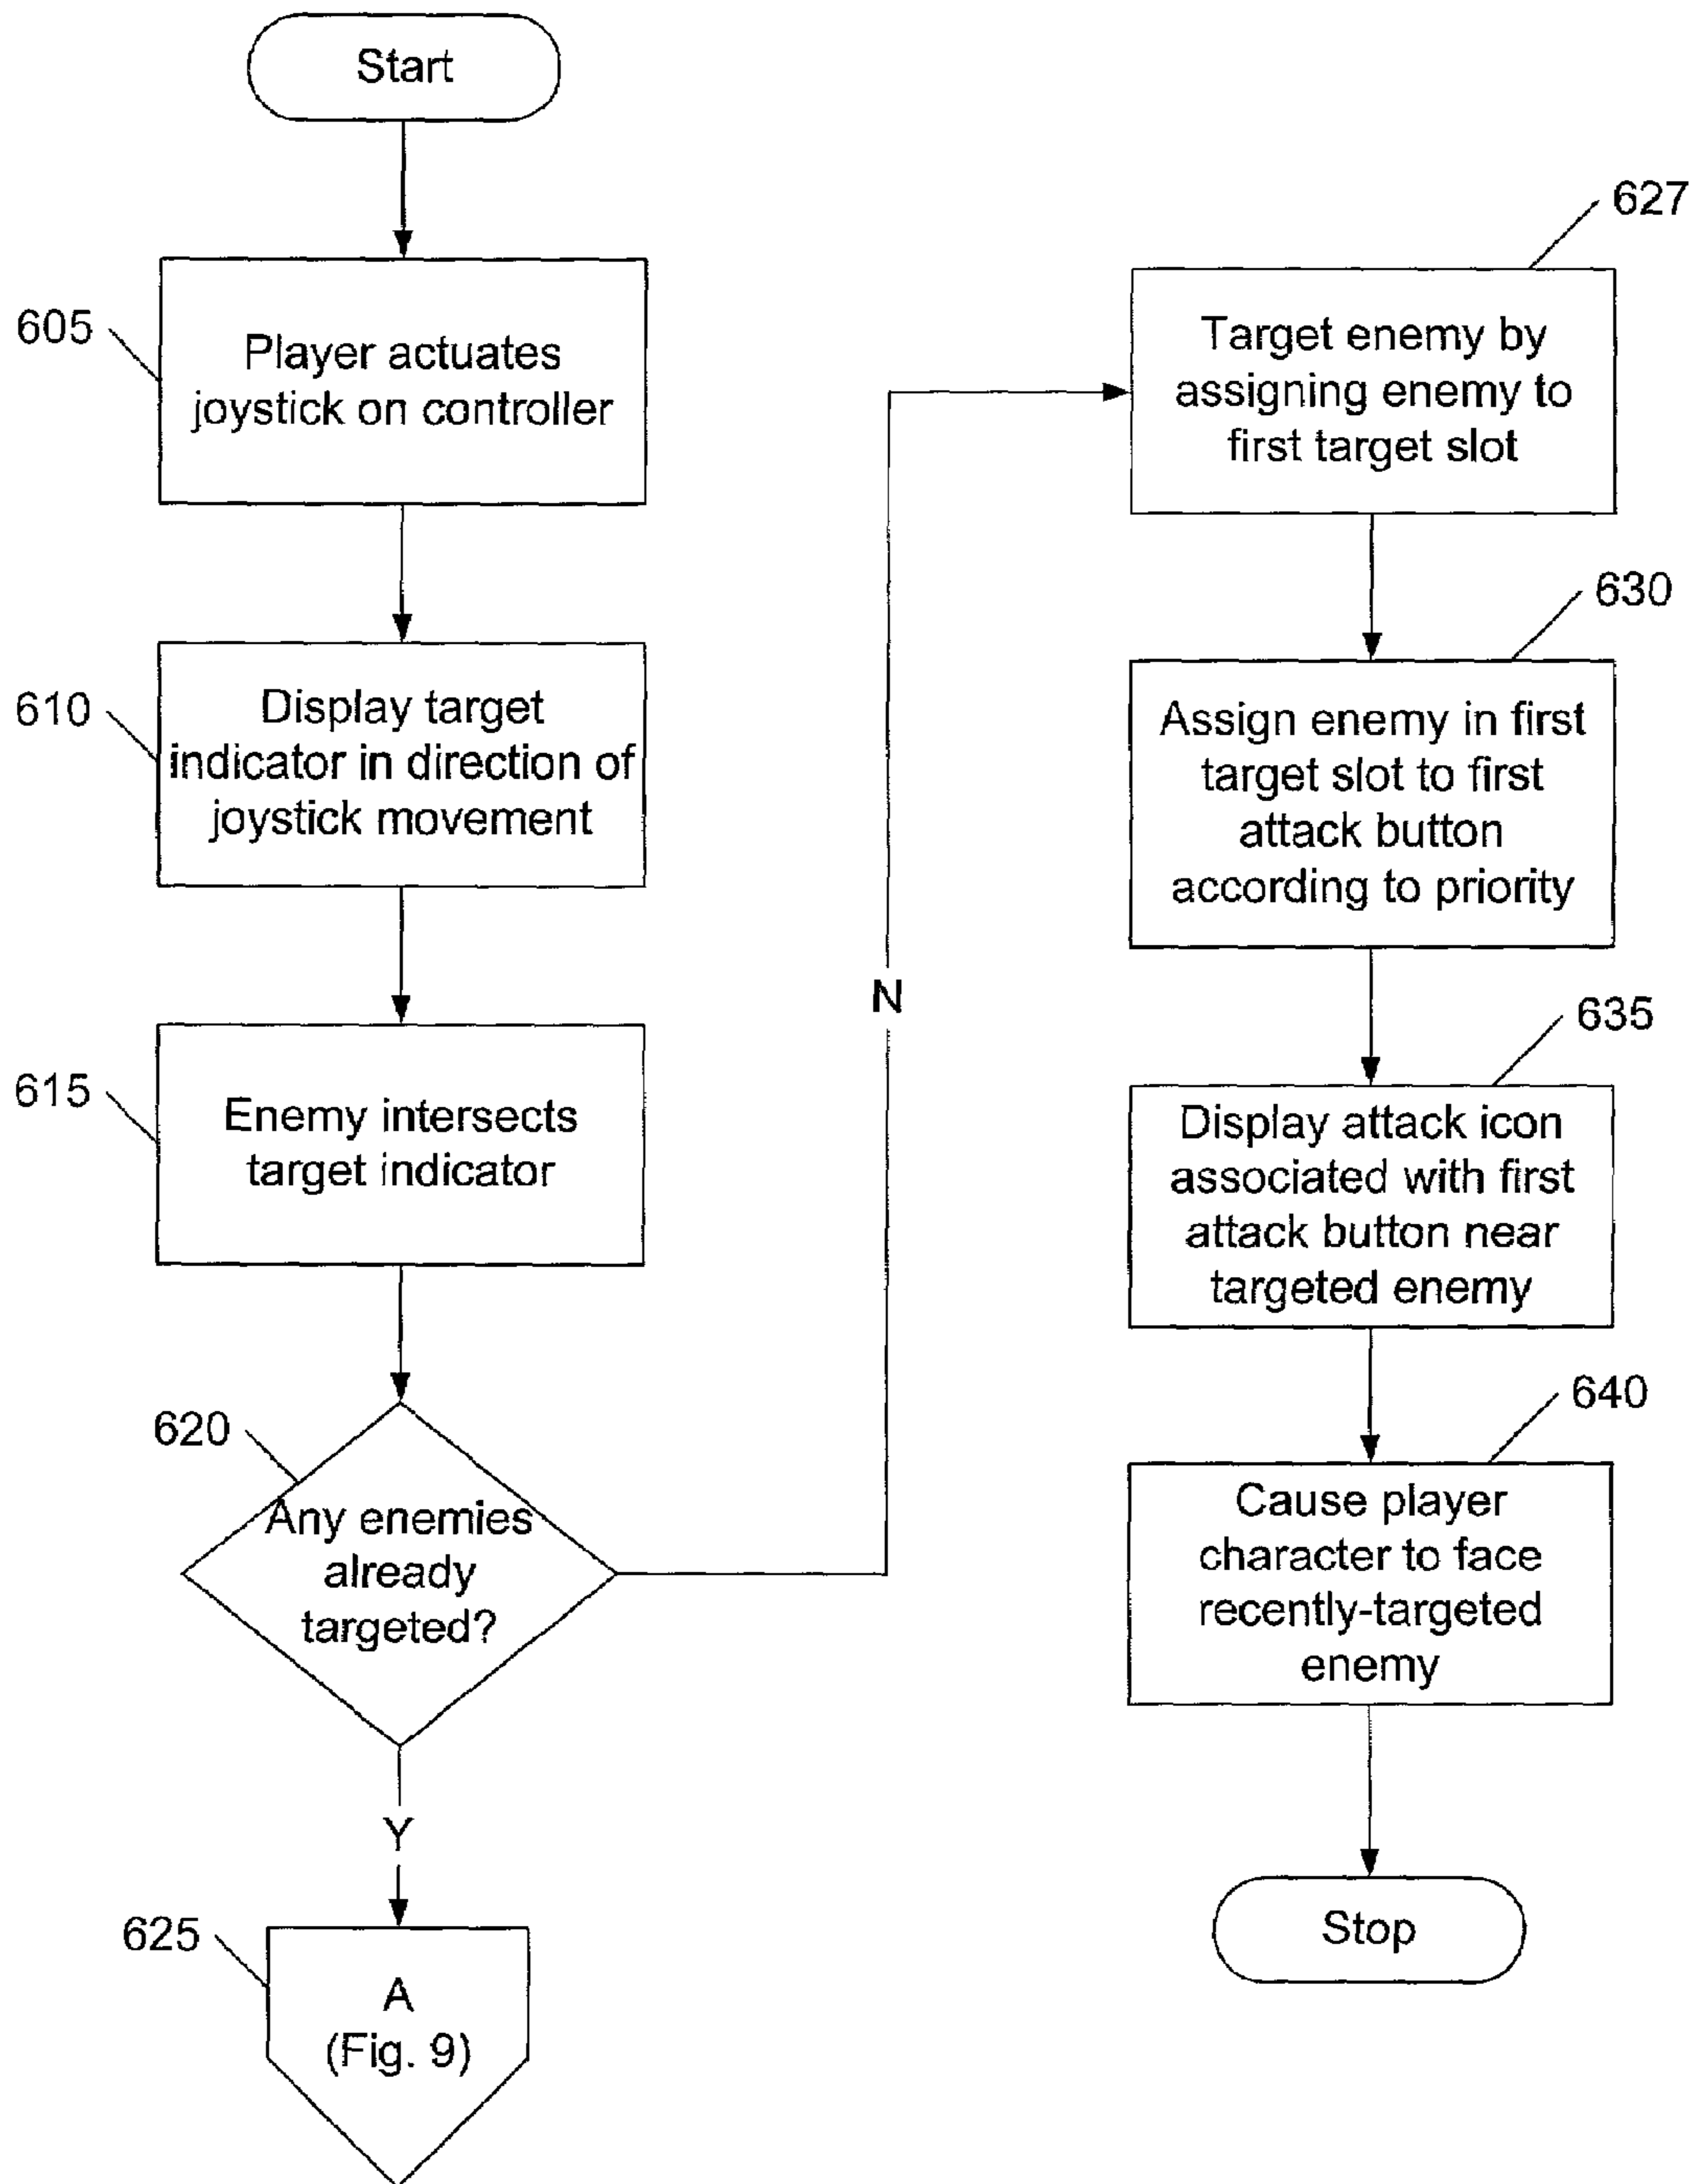 Start
605
Player actuates
joystick on controller
610
Display target
indicator in direction of
joystick movement
615
Enemy intersects
target indicator
620
Any enemies
already
targeted?
Y
N
625
A
(Fig. 9)
627
Target enemy by
assigning enemy to
first target slot
630
Assign enemy in first
target slot to first
attack button
according to priority
635
Display attack icon
associated with first
attack button near
targeted enemy
640
Cause player
character to face
recently-targeted
enemy
Stop